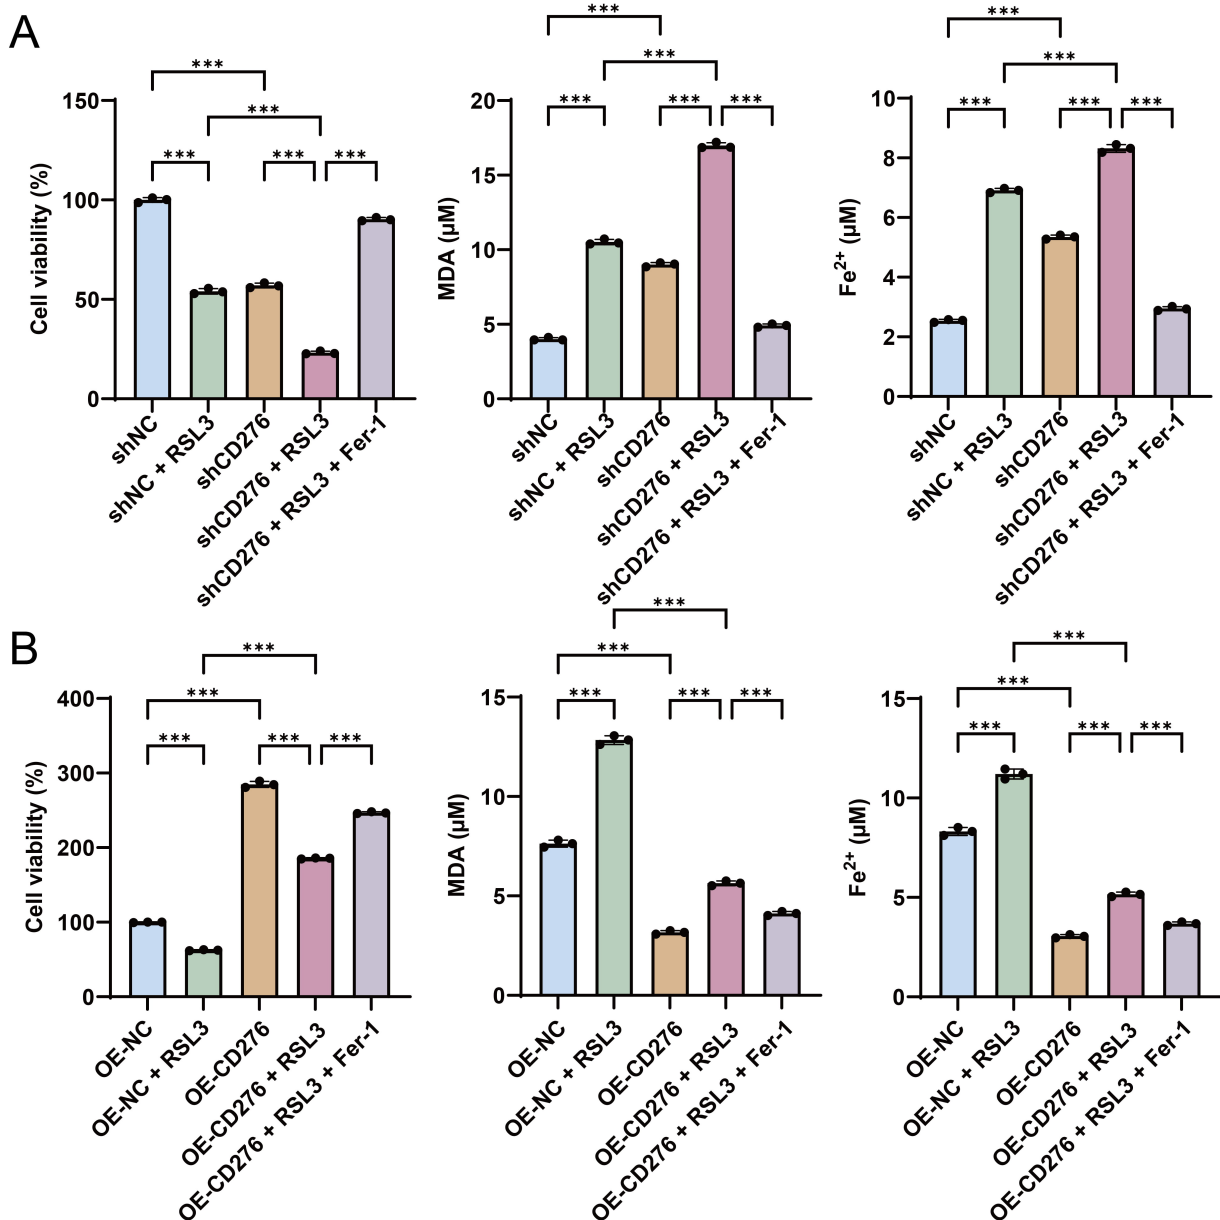 A
***
***
***
***
***
Cell viability (%)
150
100
50
0
shNC
shNC + RSL3
shCD276
shCD276 + RSL3
shCD276 + RSL3 + Fer-1
***
***
***
***
***
MDA (μM)
20
15
10
5
0
shNC
shNC + RSL3
shCD276
shCD276 + RSL3
shCD276 + RSL3 + Fer-1
***
***
***
***
***
Fe²⁺ (μM)
10
8
6
4
2
0
shNC
shNC + RSL3
shCD276
shCD276 + RSL3
shCD276 + RSL3 + Fer-1
B
***
***
***
***
***
Cell viability (%)
400
300
200
100
0
OE-NC
OE-NC + RSL3
OE-CD276
OE-CD276 + RSL3
OE-CD276 + RSL3 + Fer-1
***
***
***
***
***
MDA (μM)
15
10
5
0
OE-NC
OE-NC + RSL3
OE-CD276
OE-CD276 + RSL3
OE-CD276 + RSL3 + Fer-1
***
***
***
***
***
Fe²⁺ (μM)
15
10
5
0
OE-NC
OE-NC + RSL3
OE-CD276
OE-CD276 + RSL3
OE-CD276 + RSL3 + Fer-1